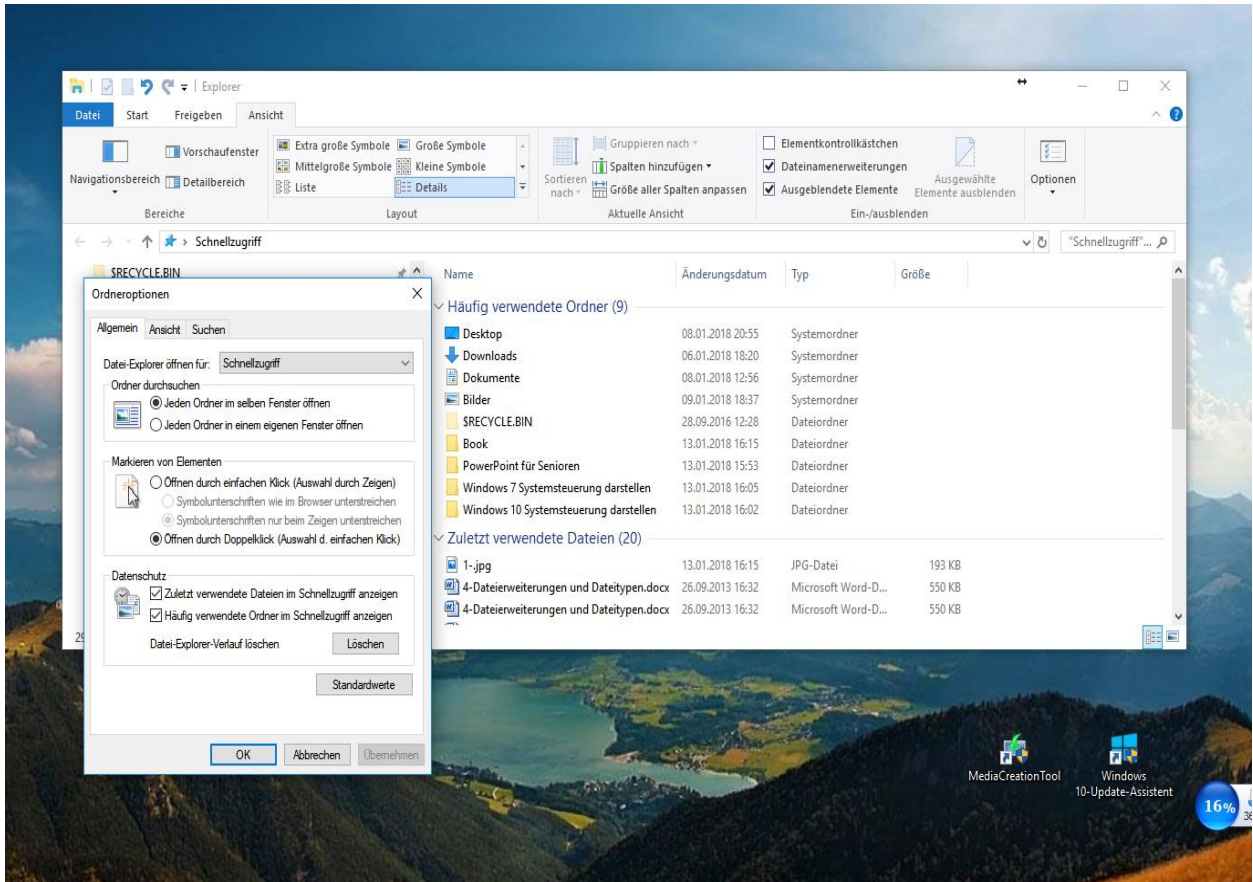 Explorer
Datei Start Freigeben Ansicht
Navigationsbereich
Vorschaufenster
Detailbereich
Bereiche
Extra große Symbole Große Symbole
Mittelgroße Symbole Kleine Symbole
Liste Details
Layout
Sortieren nach
Gruppieren nach
Spalten hinzufügen
Größe aller Spalten anpassen
Aktuelle Ansicht
Elementkontrollkästchen
Dateinamenerweiterungen
Ausgeblendete Elemente
Ausgewählte
Elemente ausblenden
Ein-/ausblenden
Optionen
Schnellzugriff
"Schnellzugriff"...
$RECYCLE.BIN
Ordneroptionen
Allgemein Ansicht Suchen
Datei-Explorer öffnen für: Schnellzugriff
Ordner durchsuchen
Jeden Ordner im selben Fenster öffnen
Jeden Ordner in einem eigenen Fenster öffnen
Markieren von Elementen
Öffnen durch einfachen Klick (Auswahl durch Zeigen)
Symbolunterschriften wie im Browser unterstreichen
Symbolunterschriften nur beim Zeigen unterstreichen
Öffnen durch Doppelklick (Auswahl d. einfachen Klick)
Datenschutz
Zuletzt verwendete Dateien im Schnellzugriff anzeigen
Häufig verwendete Ordner im Schnellzugriff anzeigen
Datei-Explorer-Verlauf löschen Löschen
Standardwerte
OK Abbrechen Übernehmen
Name Änderungsdatum Typ Größe
Häufig verwendete Ordner (9)
Desktop 08.01.2018 20:55 Systemordner
Downloads 06.01.2018 18:20 Systemordner
Dokumente 08.01.2018 12:56 Systemordner
Bilder 09.01.2018 18:37 Systemordner
$RECYCLE.BIN 28.09.2016 12:28 Dateiordner
Book 13.01.2018 16:15 Dateiordner
PowerPoint für Senioren 13.01.2018 15:53 Dateiordner
Windows 7 Systemsteuerung darstellen 13.01.2018 16:05 Dateiordner
Windows 10 Systemsteuerung darstellen 13.01.2018 16:02 Dateiordner
Zuletzt verwendete Dateien (20)
1-.jpg 13.01.2018 16:15 JPG-Datei 193 KB
4-Dateierweiterungen und Dateitypen.docx 26.09.2013 16:32 Microsoft Word-D... 550 KB
4-Dateierweiterungen und Dateitypen.docx 26.09.2013 16:32 Microsoft Word-D... 550 KB
MediaCreationTool
Windows
10-Update-Assistent
16%